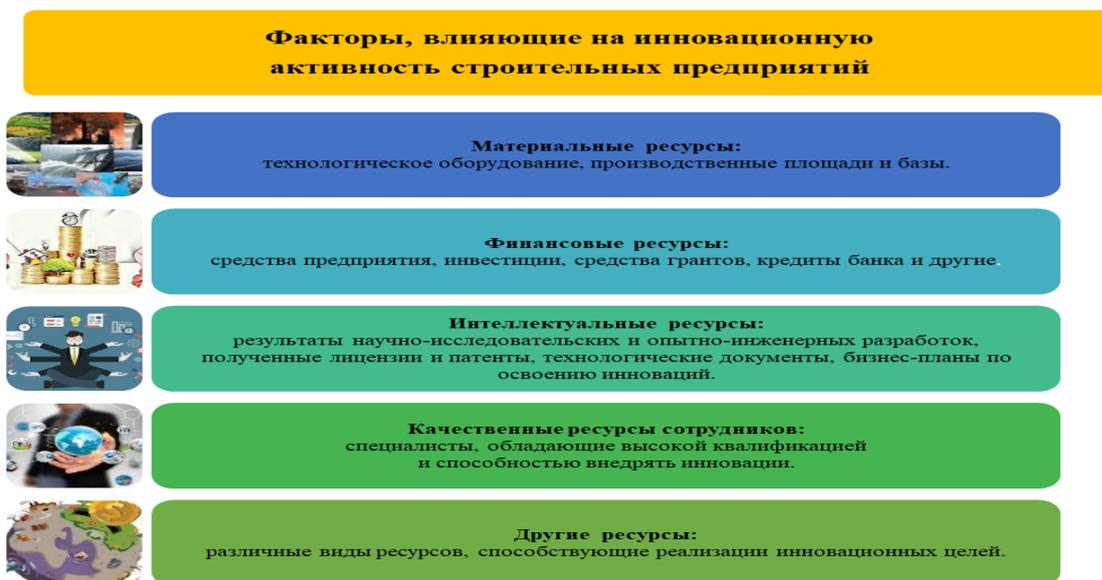 Факторы, влияющие на инновационную
активность строительных предприятий
Материальные ресурсы:
технологическое оборудование, производственные площади и базы.
Финансовые ресурсы:
средства предприятия, инвестиции, средства грантов, кредиты банка и другие.
Интеллектуальные ресурсы:
результаты научно-исследовательских и опытно-инженерных разработок,
полученные лицензии и патенты, технологические документы, бизнес-планы по
освоению инноваций.
Качественные ресурсы сотрудников:
специалисты, обладающие высокой квалификацией
и способностью внедрять инновации.
Другие ресурсы:
различные виды ресурсов, способствующие реализации инновационных целей.